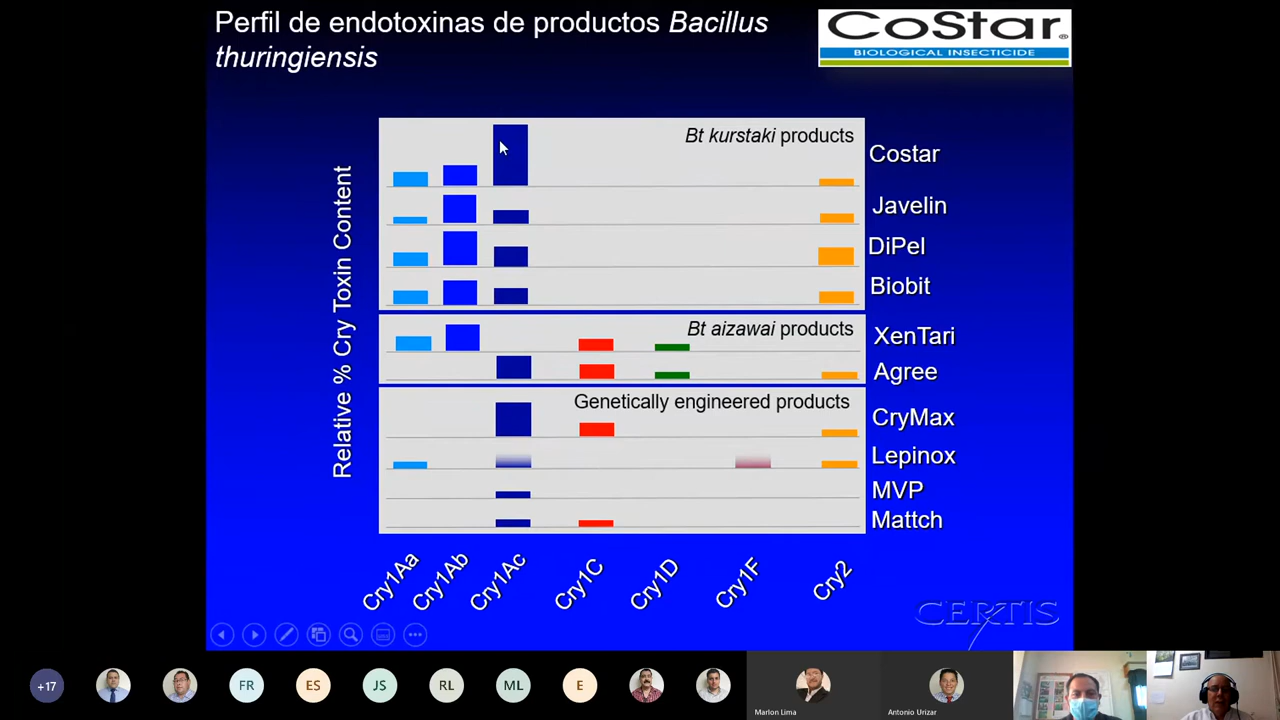 Perfil de endotoxinas de productos Bacillus
thuringiensis
CoStar®
BIOLOGICAL INSECTICIDE
Relative % Cry Toxin Content
Bt kurstaki products
Costar
Javelin
DiPel
Biobit
Bt aizawai products
XenTari
Agree
Genetically engineered products
CryMax
Lepinox
MVP
Mattch
Cry1Aa
Cry1Ab
Cry1Ac
Cry1C
Cry1D
Cry1F
Cry2
CERTIS
+17
FR
ES
JS
RL
ML
E
Marlon Lima
Antonio Urizar